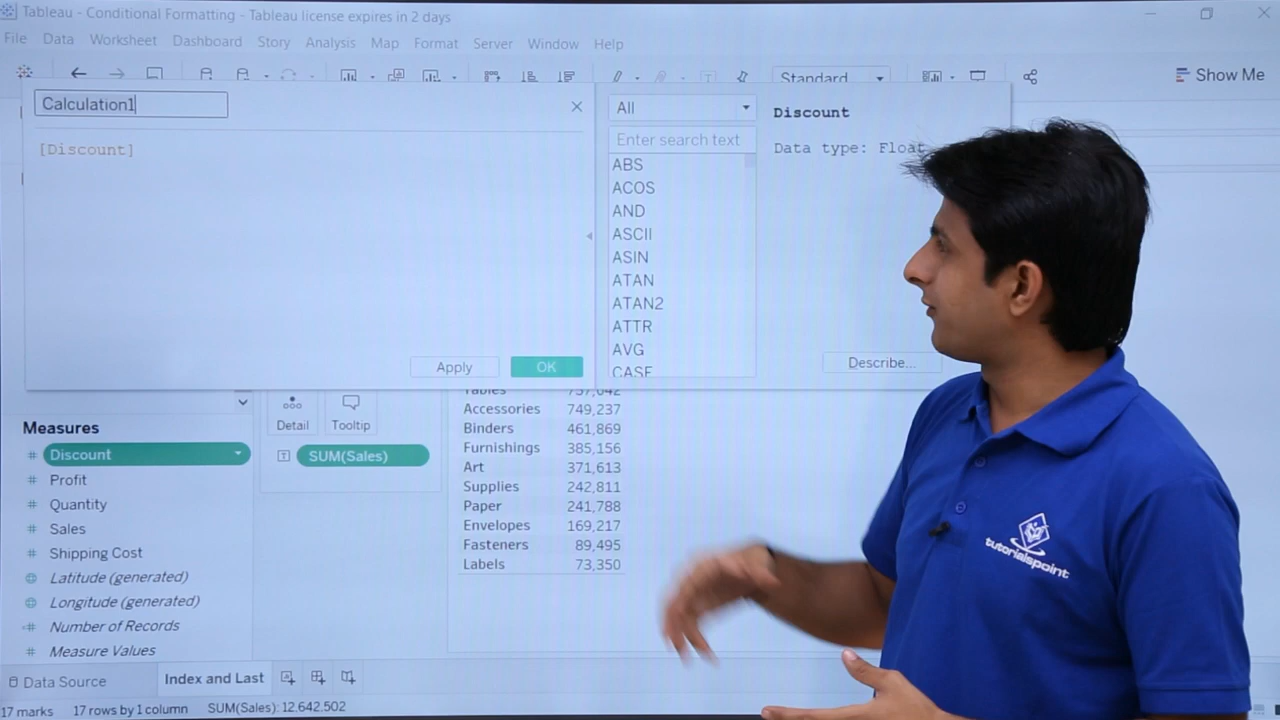 Tableau - Conditional Formatting - Tableau license expires in 2 days
File Data Worksheet Dashboard Story Analysis Map Format Server Window Help
Standard
Show Me
Calculation1
[Discount]
Apply
OK
All
Enter search text
ABS
ACOS
AND
ASCII
ASIN
ATAN
ATAN2
ATTR
AVG
CASE
Discount
Data type: Float
Describe...
Measures
Discount
Profit
Quantity
Sales
Shipping Cost
Latitude (generated)
Longitude (generated)
Number of Records
Measure Values
Detail
Tooltip
SUM(Sales)
Tables 757,042
Accessories 749,237
Binders 461,869
Furnishings 385,156
Art 371,613
Supplies 242,811
Paper 241,788
Envelopes 169,217
Fasteners 89,495
Labels 73,350
Data Source
Index and Last
17 marks 17 rows by 1 column SUM(Sales): 12.642.502
tutorialspoint